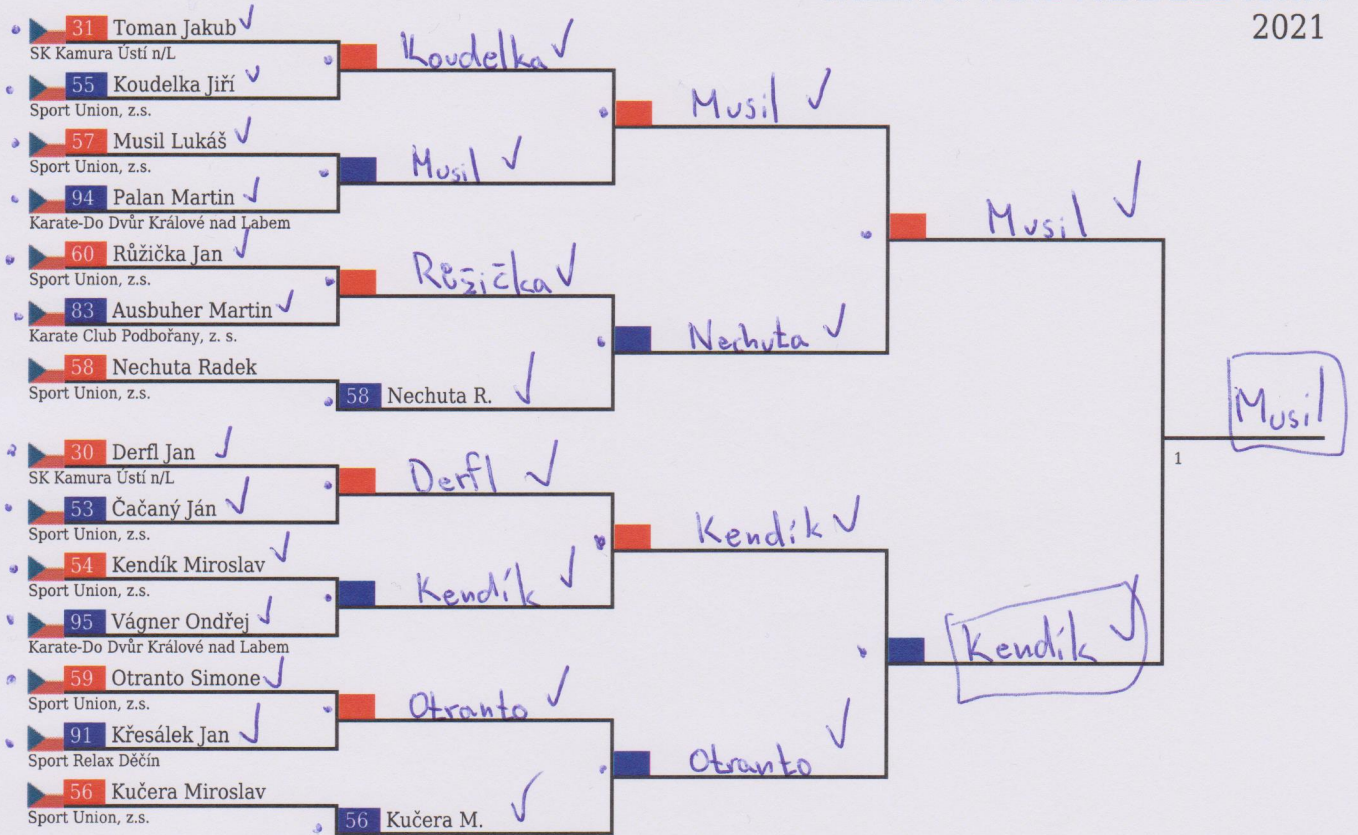 2021
31 Toman Jakub
SK Kamura Ústí n/L
Koudelka
55 Koudelka Jiří
Sport Union, z.s.
Musil
57 Musil Lukáš
Sport Union, z.s.
Musil
94 Palan Martin
Karate-Do Dvůr Králové nad Labem
Musil
60 Růžička Jan
Sport Union, z.s.
Režička
83 Ausbuher Martin
Karate Club Podbořany, z. s.
Nechuta
58 Nechuta Radek
Sport Union, z.s.
58 Nechuta R.
Musil
1
30 Derfl Jan
SK Kamura Ústí n/L
Derfl
53 Čačaný Ján
Sport Union, z.s.
Kendík
54 Kendík Miroslav
Sport Union, z.s.
Kendík
95 Vágner Ondřej
Karate-Do Dvůr Králové nad Labem
Kendík
59 Otranto Simone
Sport Union, z.s.
Otranto
91 Křesálek Jan
Sport Relax Děčín
Otranto
56 Kučera Miroslav
Sport Union, z.s.
56 Kučera M.